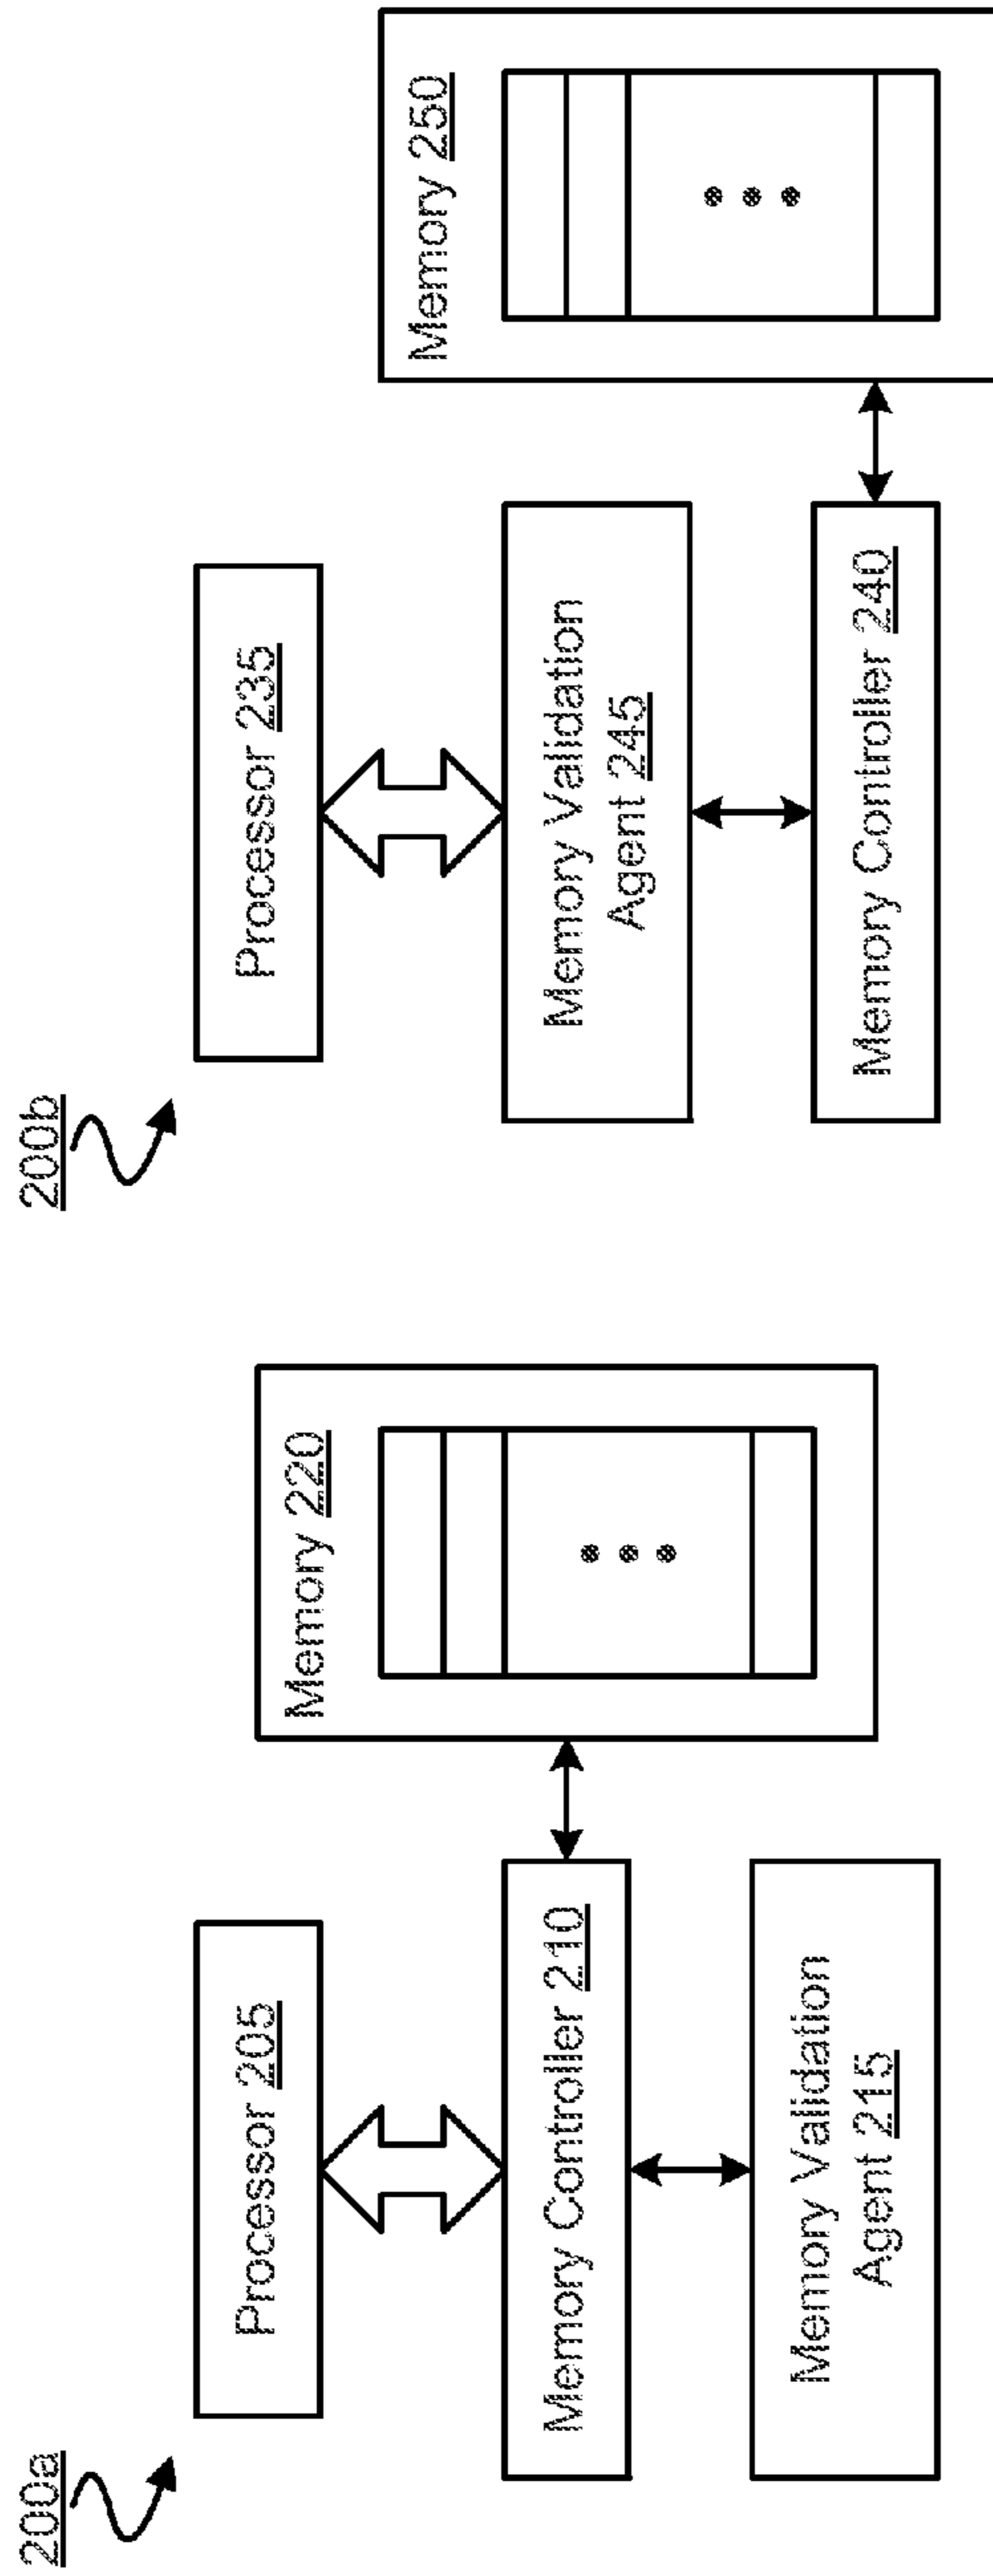 200a
Processor 205
Memory Controller 210
Memory Validation
Agent 215
Memory 220
200b
Processor 235
Memory Validation
Agent 245
Memory Controller 240
Memory 250